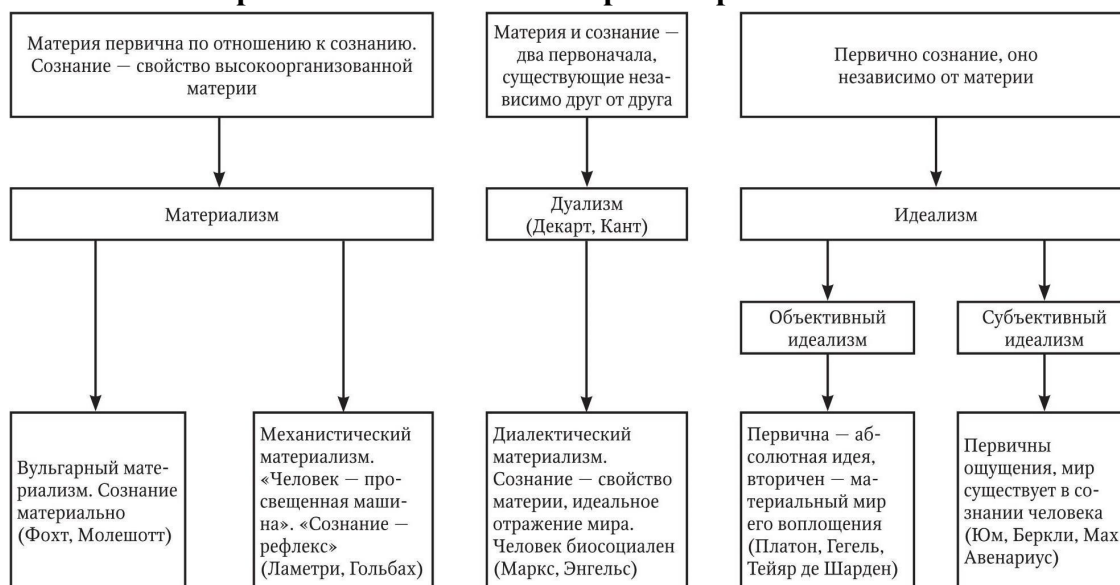 Материя первична по отношению к сознанию.
Сознание — свойство высокоорганизованной
материи
Материя и сознание —
два первоначала,
существующие неза-
висимо друг от друга
Первично сознание, оно
независимо от материи
Материализм
Дуализм
(Декарт, Кант)
Идеализм
Объективный
идеализм
Субъективный
идеализм
Вульгарный мате-
риализм. Сознание
материально
(Фохт, Молешотт)
Механистический
материализм.
«Человек — про-
свещенная маши-
на». «Сознание —
рефлекс»
(Ламетри, Гольбах)
Диалектический
материализм.
Сознание — свойство
материи, идеальное
отражение мира.
Человек биосоциален
(Маркс, Энгельс)
Первична — аб-
солютная идея,
вторичен — ма-
териальный мир
его воплощения
(Платон, Гегель,
Тейяр де Шарден)
Первичны
ощущения, мир
существует в со-
знании человека
(Юм, Беркли, Мах
Авенариус)